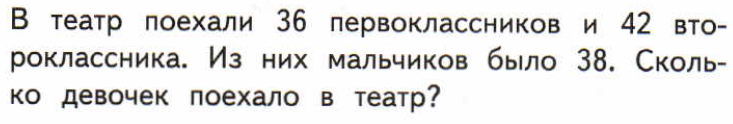 В театр поехали 36 первоклассников и 42 вто-
роклассника. Из них мальчиков было 38. Сколь-
ко девочек поехало в театр?